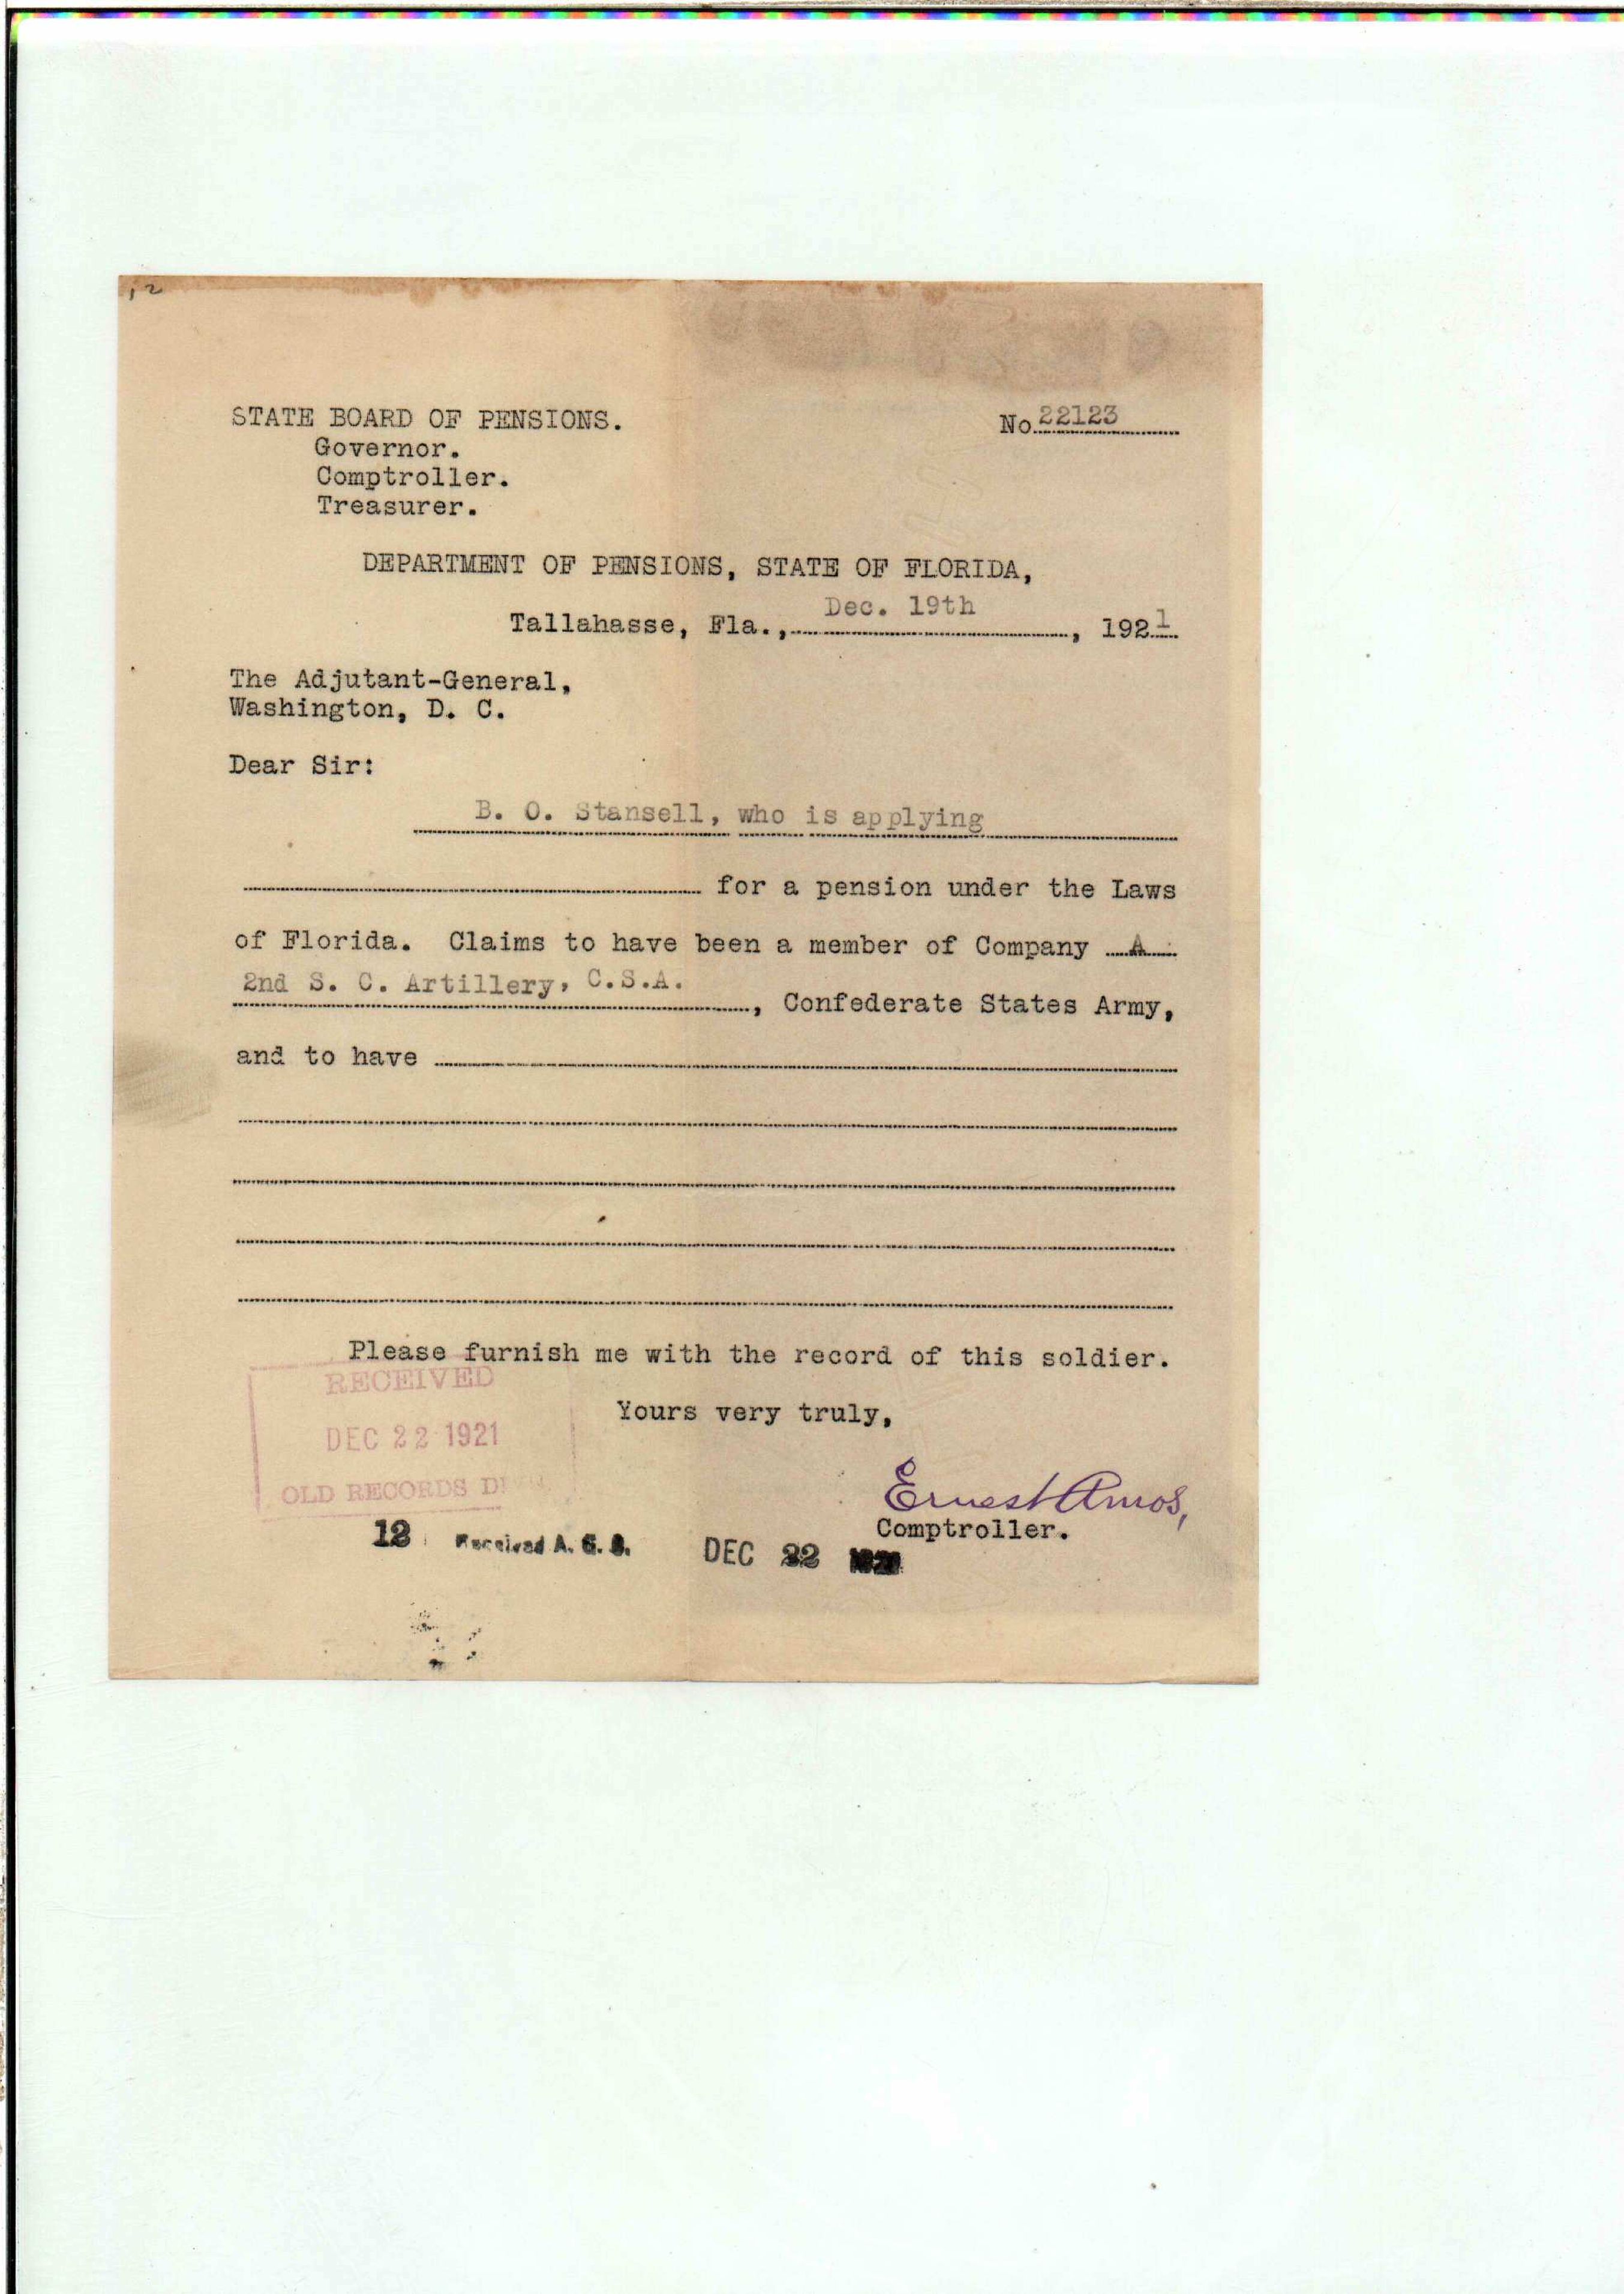 12
STATE BOARD OF PENSIONS.
No. 22123
Governor.
Comptroller.
Treasurer.
DEPARTMENT OF PENSIONS, STATE OF FLORIDA,
Tallahasse, Fla., Dec. 19th, 1921
The Adjutant-General,
Washington, D. C.
Dear Sir:
B. O. Stansell, who is applying
for a pension under the Laws
of Florida. Claims to have been a member of Company A
2nd S. C. Artillery, C.S.A., Confederate States Army,
and to have
Please furnish me with the record of this soldier.
RECEIVED
Yours very truly,
DEC 22 1921
OLD RECORDS
Ernest Amos,
Comptroller.
12 Received A. G. O. DEC 22